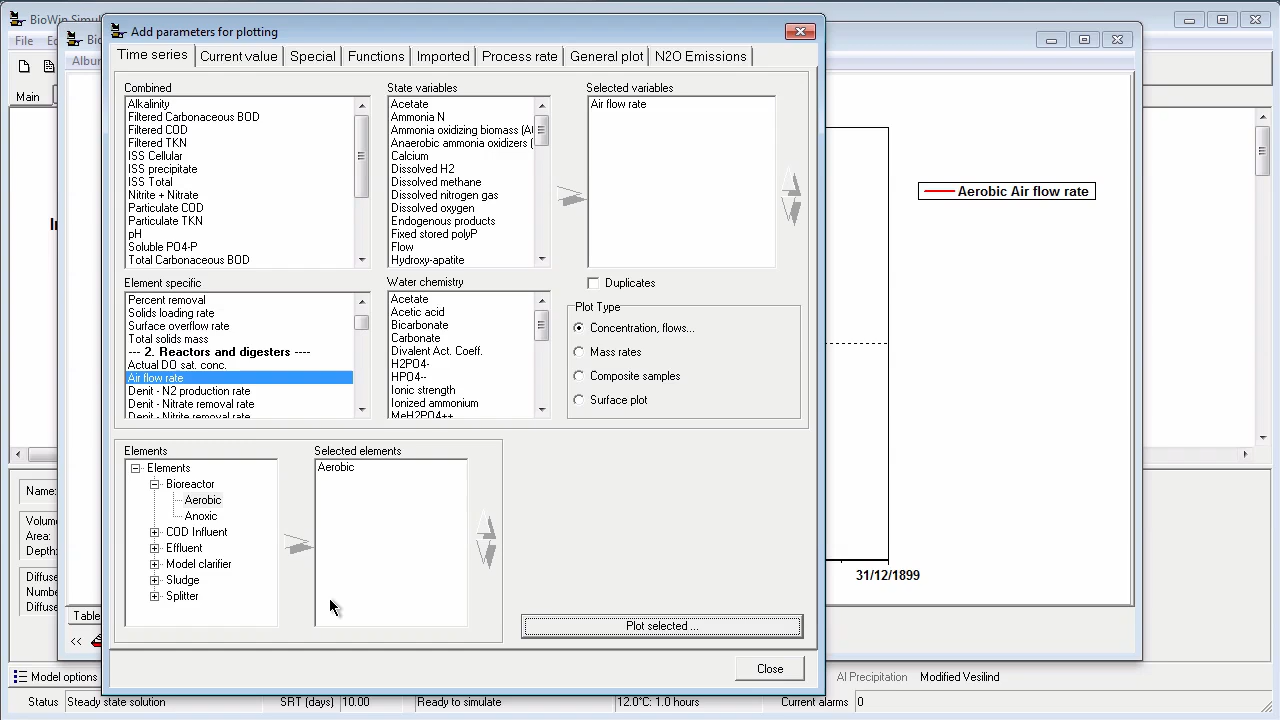 BioWin Simu
File
Main
Album
Add parameters for plotting
Time series
Current value
Special
Functions
Imported
Process rate
General plot
N2O Emissions
Combined
Alkalinity
Filtered Carbonaceous BOD
Filtered COD
Filtered TKN
ISS Cellular
ISS precipitate
ISS Total
Nitrite + Nitrate
Particulate COD
Particulate TKN
pH
Soluble PO4-P
Total Carbonaceous BOD
State variables
Acetate
Ammonia N
Ammonia oxidizing biomass (A
Anaerobic ammonia oxidizers (
Calcium
Dissolved H2
Dissolved methane
Dissolved nitrogen gas
Dissolved oxygen
Endogenous products
Fixed stored polyP
Flow
Hydroxy-apatite
Selected variables
Air flow rate
Duplicates
Element specific
Percent removal
Solids loading rate
Surface overflow rate
Total solids mass
--- 2. Reactors and digesters ----
Actual DO sat. conc.
Air flow rate
Denit - N2 production rate
Denit - Nitrate removal rate
Denit - Nitrite removal rate
Water chemistry
Acetate
Acetic acid
Bicarbonate
Carbonate
Divalent Act. Coeff.
H2PO4-
HPO4--
Ionic strength
Ionized ammonium
MeH2PO4++
Plot Type
Concentration, flows...
Mass rates
Composite samples
Surface plot
Elements
Elements
Bioreactor
Aerobic
Anoxic
COD Influent
Effluent
Model clarifier
Sludge
Splitter
Selected elements
Aerobic
Plot selected ...
Close
Aerobic Air flow rate
31/12/1899
Name:
Volum
Area:
Depth:
Diffuse
Numbe
Diffuse
Table
<<
Model options
Al Precipitation
Modified Vesilind
Status
Steady state solution
SRT (days)
10.00
Ready to simulate
12.0°C: 1.0 hours
Current alarms
0